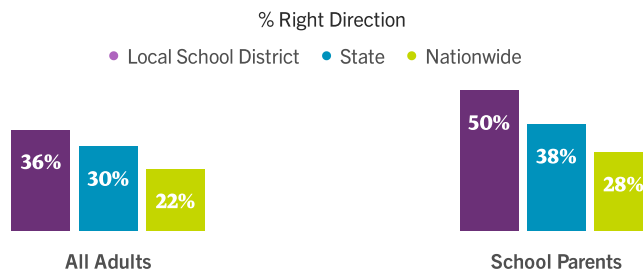 % Right Direction
Local School District State Nationwide
36% 30% 22% 50% 38% 28%
All Adults School Parents